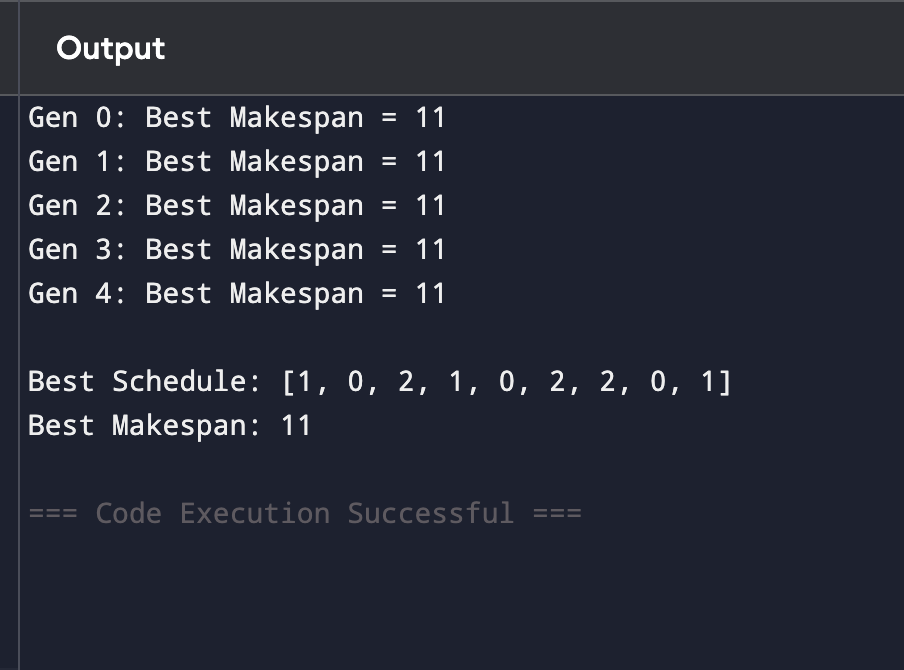 Output
Gen 0: Best Makespan = 11
Gen 1: Best Makespan = 11
Gen 2: Best Makespan = 11
Gen 3: Best Makespan = 11
Gen 4: Best Makespan = 11
Best Schedule: [1, 0, 2, 1, 0, 2, 2, 0, 1]
Best Makespan: 11
=== Code Execution Successful ===